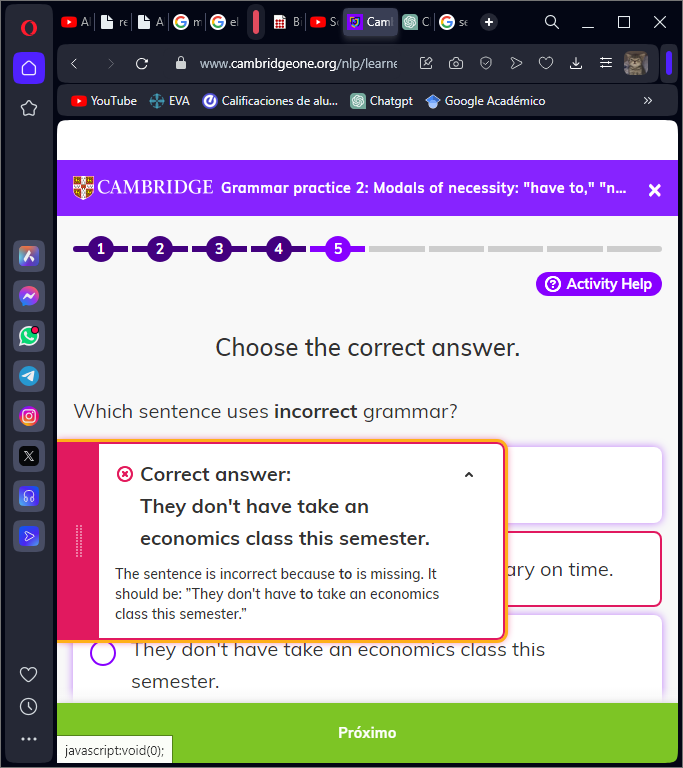 Al
re
A
m
el
Bi
So
Cam
C
se
www.cambridgeone.org/nlp/learne
YouTube
EVA
Calificaciones de alu...
Chatgpt
Google Académico
»
CAMBRIDGE
Grammar practice 2: Modals of necessity: "have to," "n...
1 2 3 4 5
Activity Help
Choose the correct answer.
Which sentence uses incorrect grammar?
Correct answer:
They don't have take an
economics class this semester.
The sentence is incorrect because to is missing. It
should be: "They don't have to take an economics
class this semester."
ary on time.
They don't have take an economics class this
semester.
Próximo
javascript:void(0);